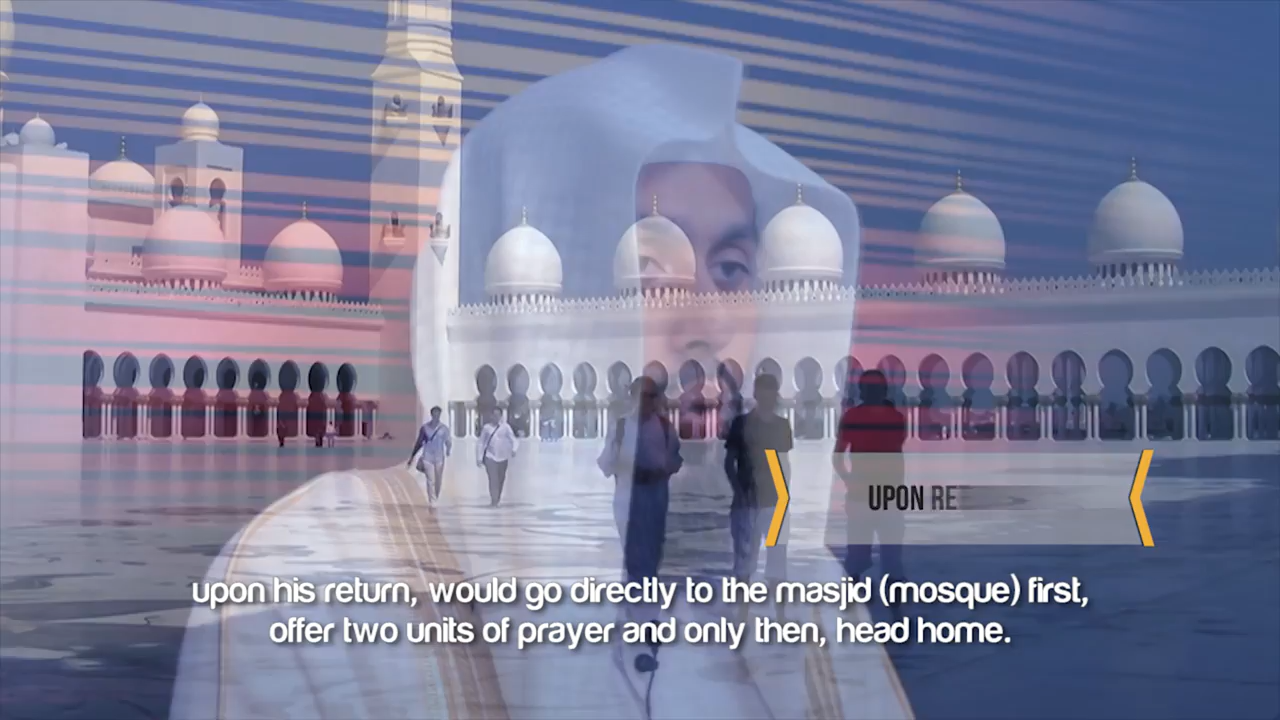 UPON RE
upon his return, would go directly to the masjid (mosque) first,
offer two units of prayer and only then, head home.